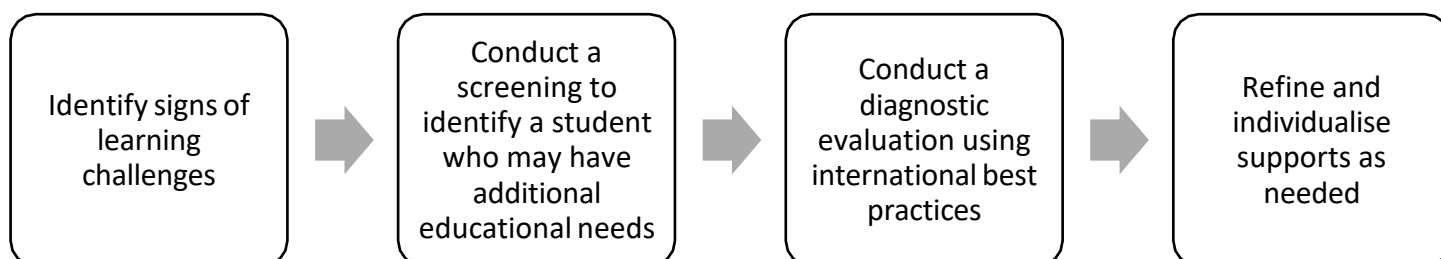 Identify signs of
learning
challenges
Conduct a
screening to
identify a student
who may have
additional
educational needs
Conduct a
diagnostic
evaluation using
international best
practices
Refine and
individualise
supports as
needed